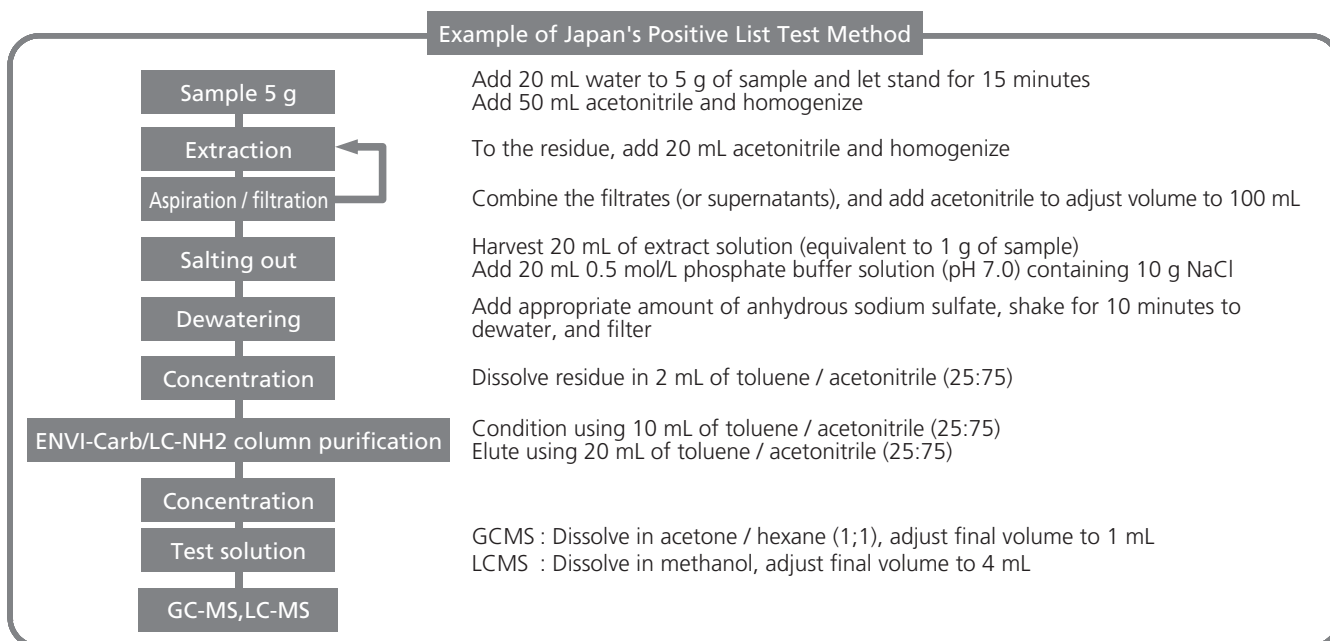 Example of Japan's Positive List Test Method
Sample 5 g
Add 20 mL water to 5 g of sample and let stand for 15 minutes
Add 50 mL acetonitrile and homogenize
Extraction
To the residue, add 20 mL acetonitrile and homogenize
Aspiration / filtration
Combine the filtrates (or supernatants), and add acetonitrile to adjust volume to 100 mL
Salting out
Harvest 20 mL of extract solution (equivalent to 1 g of sample)
Add 20 mL 0.5 mol/L phosphate buffer solution (pH 7.0) containing 10 g NaCl
Dewatering
Add appropriate amount of anhydrous sodium sulfate, shake for 10 minutes to
dewater, and filter
Concentration
Dissolve residue in 2 mL of toluene / acetonitrile (25:75)
ENVI-Carb/LC-NH2 column purification
Condition using 10 mL of toluene / acetonitrile (25:75)
Elute using 20 mL of toluene / acetonitrile (25:75)
Concentration
Test solution
GCMS : Dissolve in acetone / hexane (1;1), adjust final volume to 1 mL
LCMS : Dissolve in methanol, adjust final volume to 4 mL
GC-MS,LC-MS